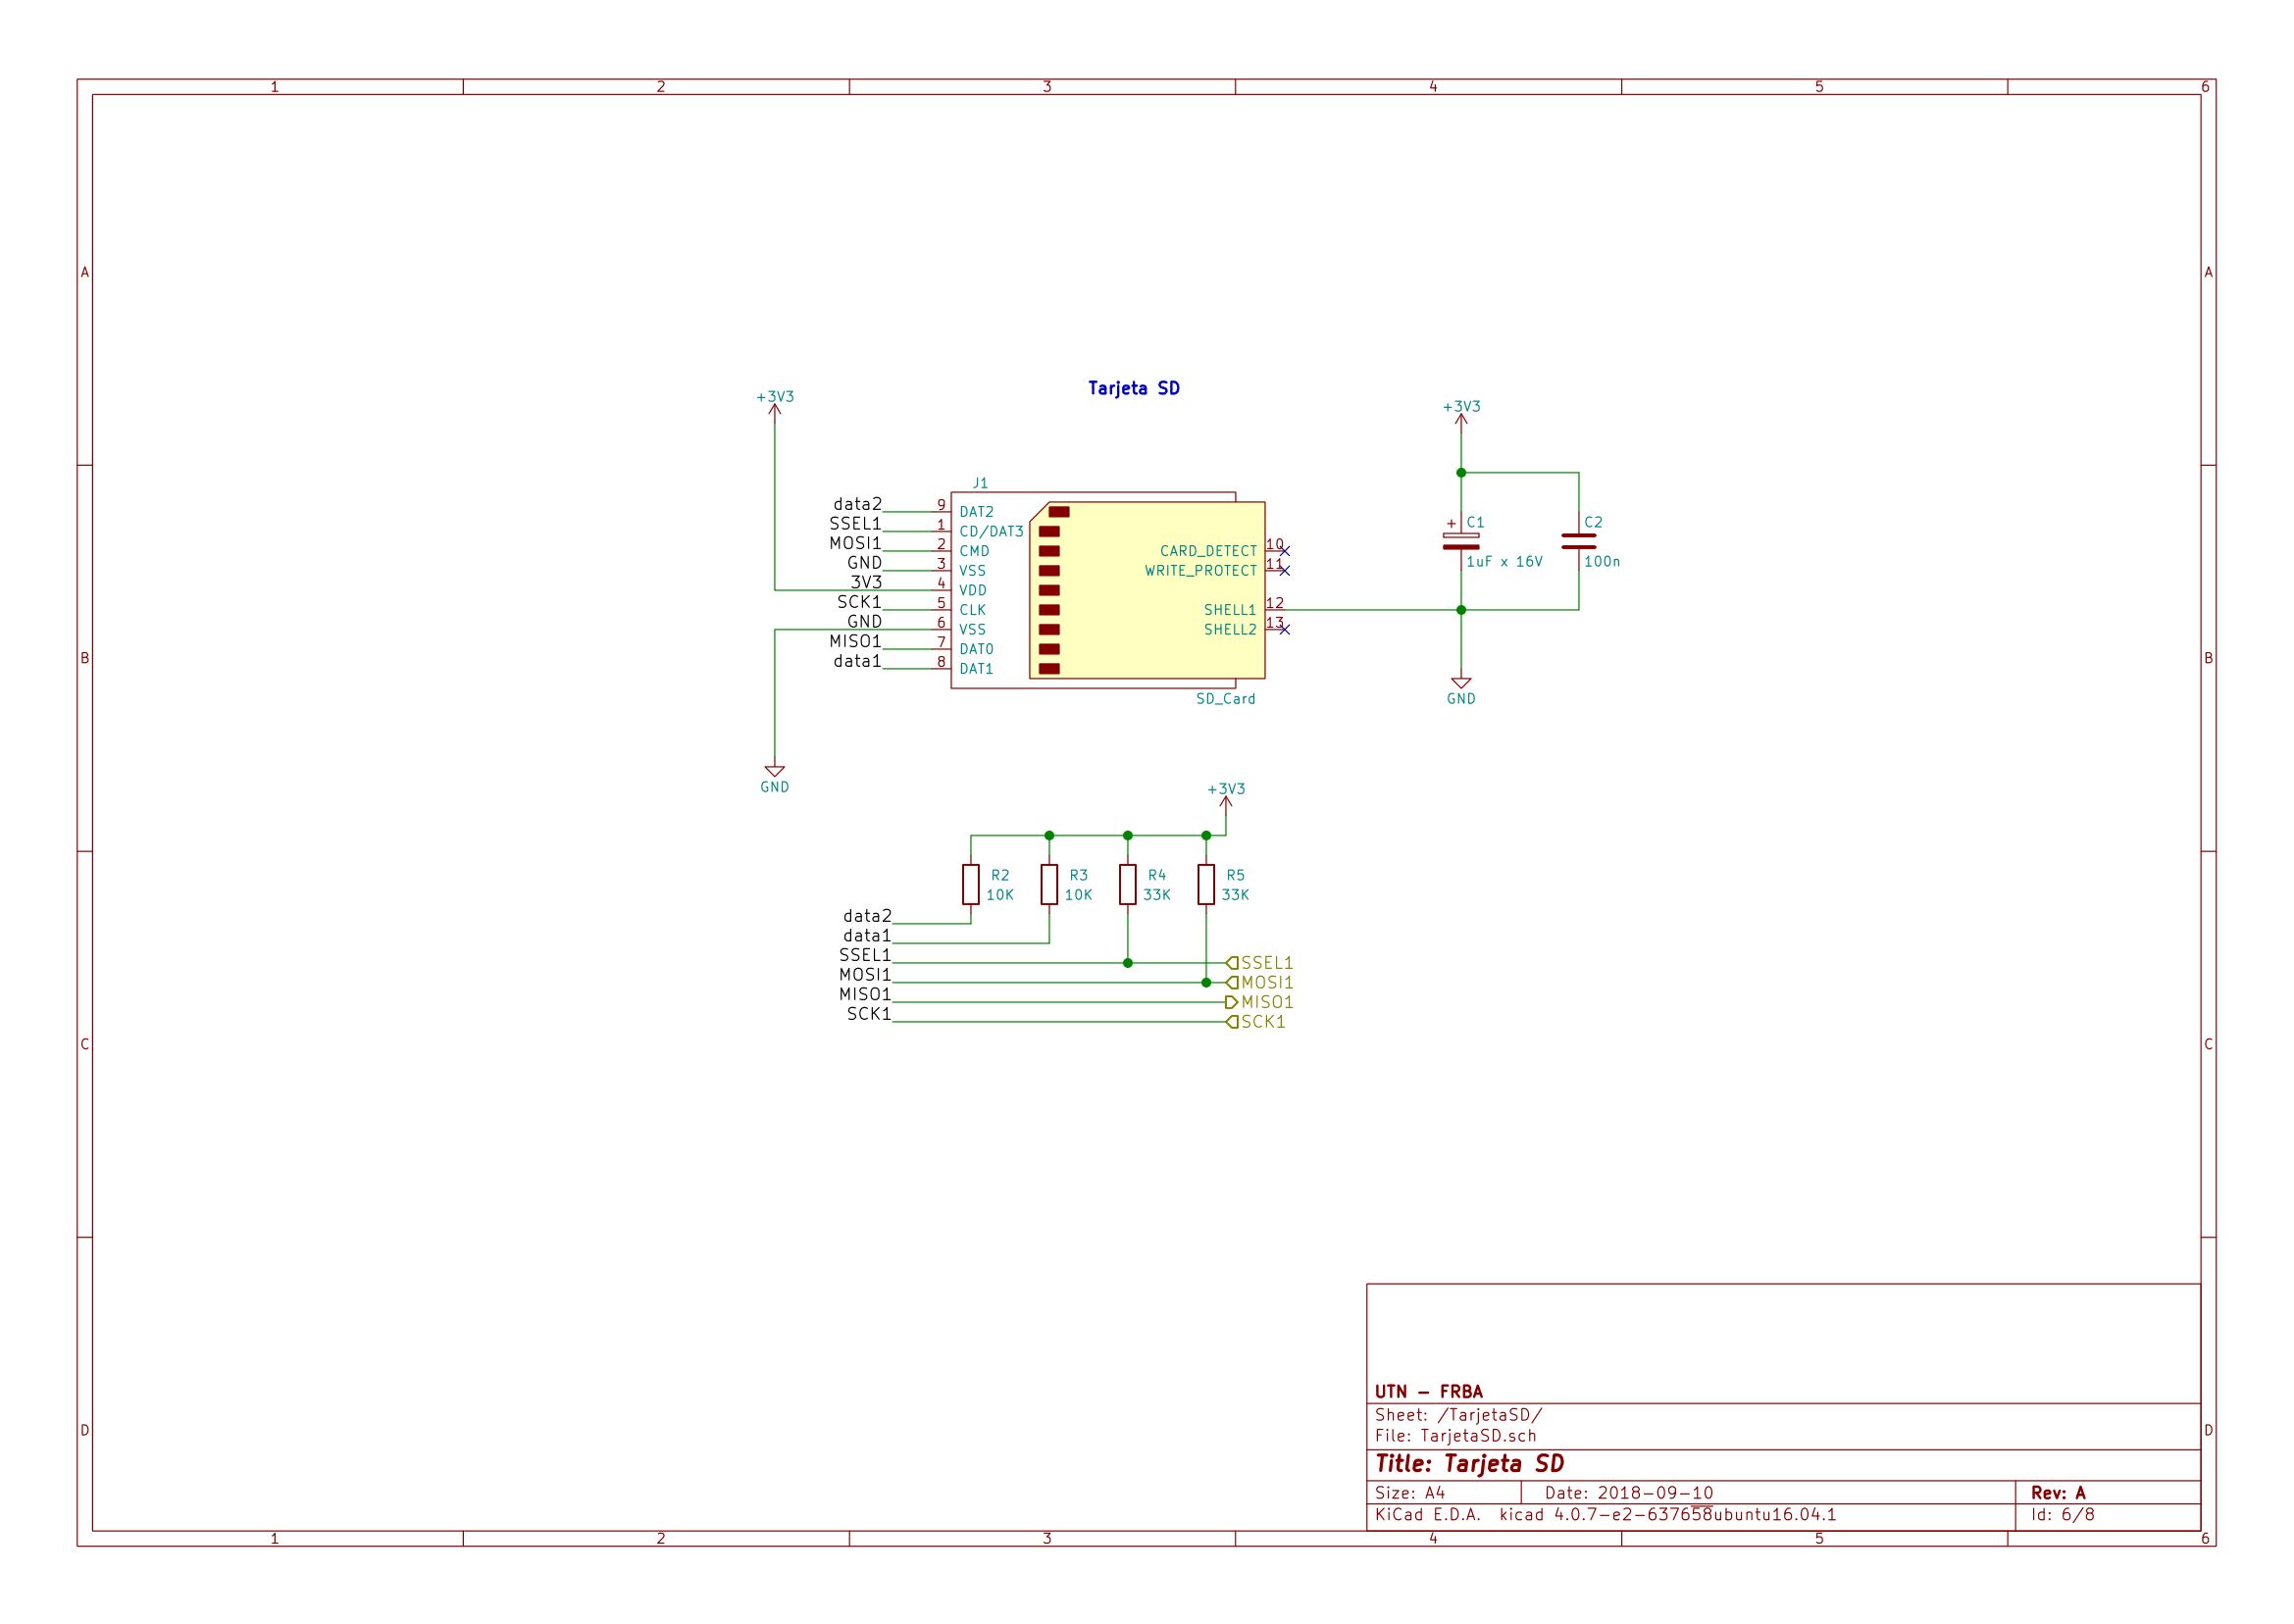 1 2 3 4 5 6
A A
Tarjeta SD
+3V3
+3V3
J1
data2 9 DAT2
SSEL1 1 CD/DAT3
MOSI1 2 CMD CARD_DETECT 10
GND 3 VSS WRITE_PROTECT 11
3V3 4 VDD
SCK1 5 CLK SHELL1 12
GND 6 VSS SHELL2 13
MISO1 7 DAT0
data1 8 DAT1
SD_Card
+ C1
1uF x 16V
C2
100n
GND
B B
GND
+3V3
R2 R3 R4 R5
10K 10K 33K 33K
data2
data1
SSEL1 SSEL1
MOSI1 MOSI1
MISO1 MISO1
SCK1 SCK1
C C
UTN - FRBA
Sheet: /TarjetaSD/
File: TarjetaSD.sch
D D
Title: Tarjeta SD
Size: A4 Date: 2018-09-10 Rev: A
KiCad E.D.A. kicad 4.0.7-e2-637658ubuntu16.04.1 Id: 6/8
1 2 3 4 5 6